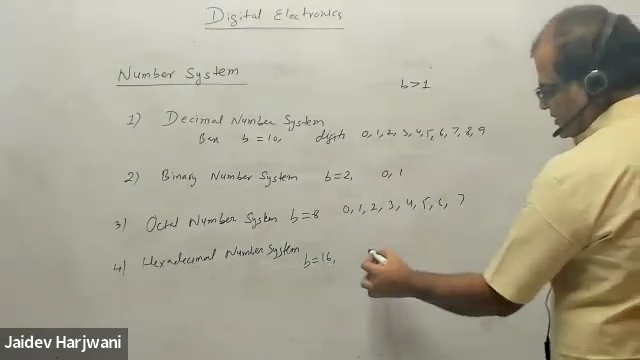 Digital Electronics
Number System
b>1
1) Decimal Number System
b=10, digits 0,1,2,3,4,5,6,7,8,9
2) Binary Number System b=2, 0,1
3) Octal Number System b=8 0,1,2,3,4,5,6,7
4) Hexadecimal Number System b=16,
Jaidev Harjwani